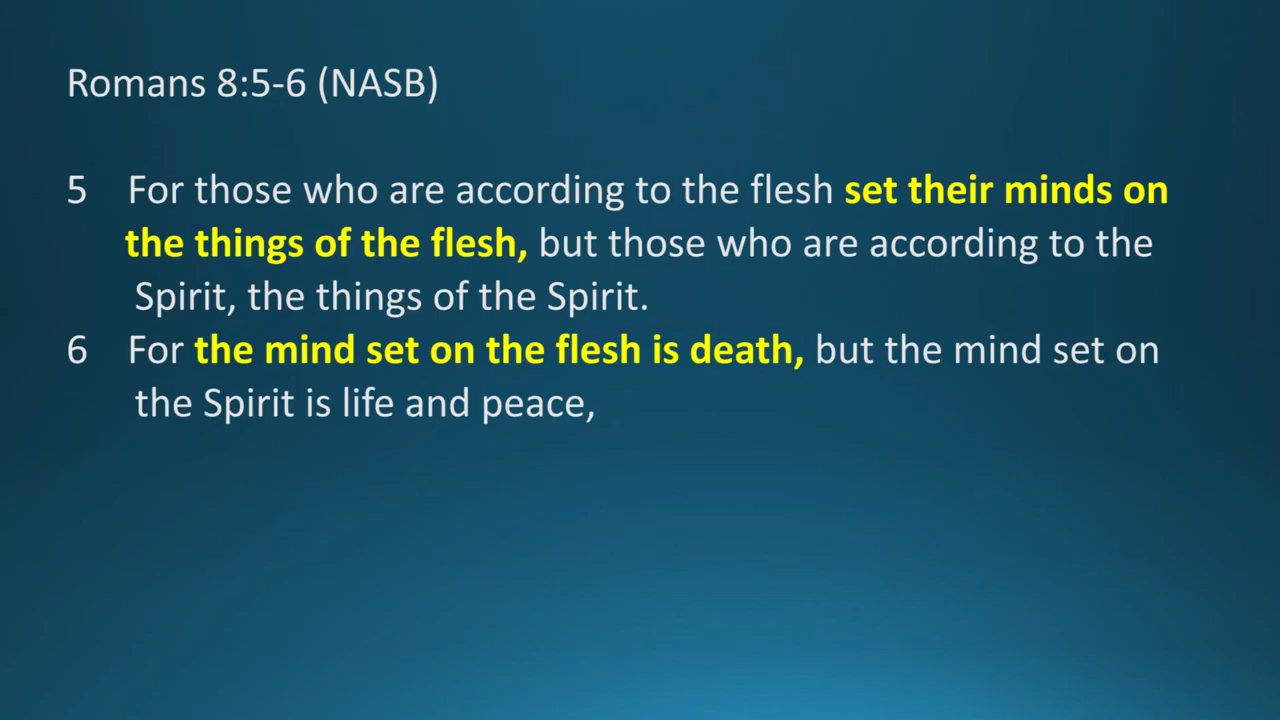 Romans 8:5-6 (NASB)
5 For those who are according to the flesh set their minds on
the things of the flesh, but those who are according to the
Spirit, the things of the Spirit.
6 For the mind set on the flesh is death, but the mind set on
the Spirit is life and peace,